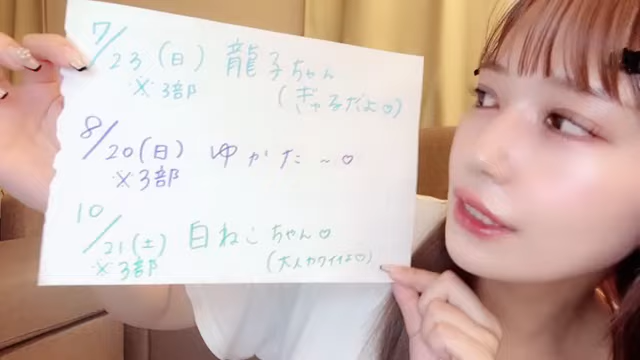 7/23(日) 龍子ちゃん
※3部 (ぎゃるだよ♡)
8/20(日) ゆかた～♡
※3部
10/21(土) 白ねこちゃん♡
※3部 (大人カワイイよ♡)